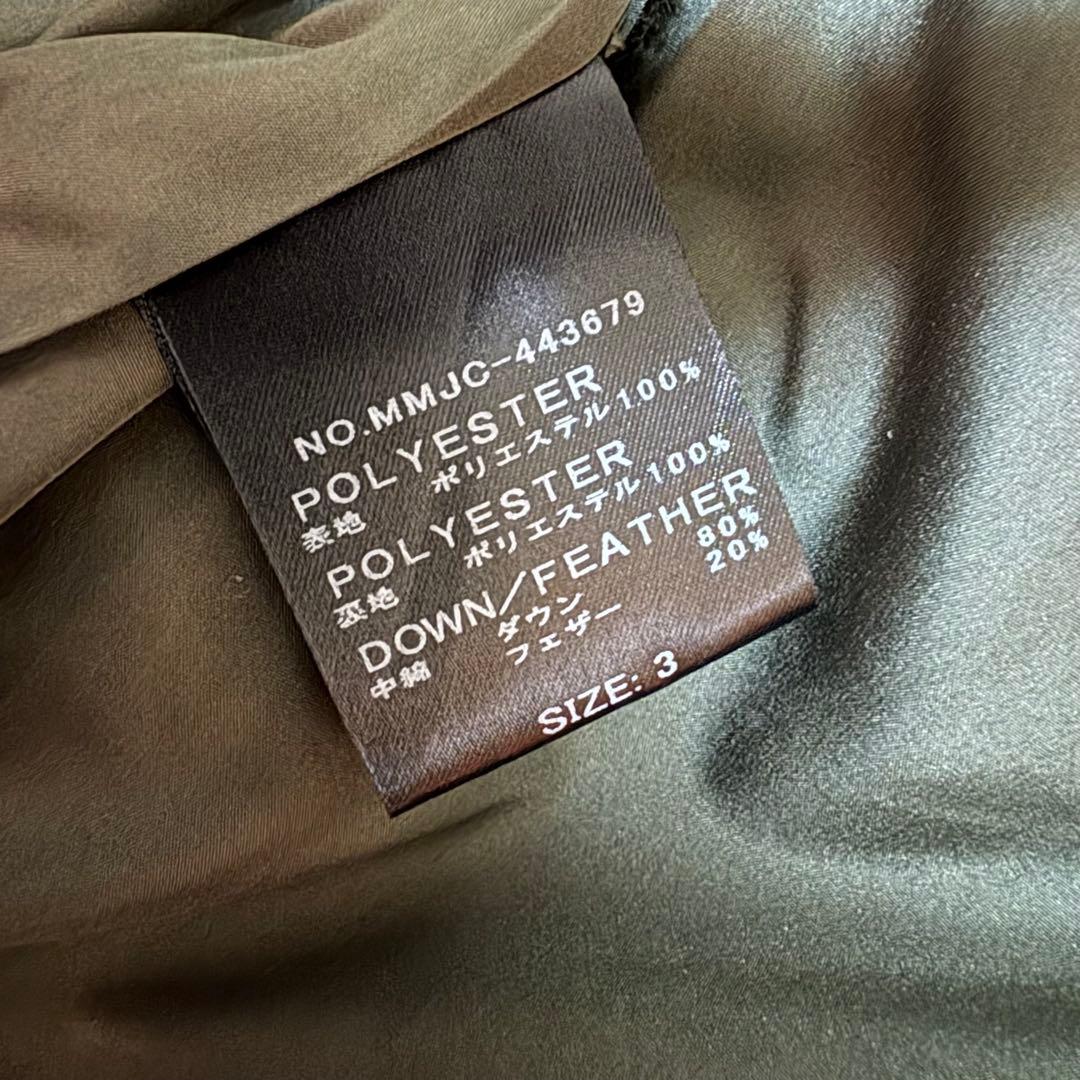 NO.MMJC-443679
POLYESTER
表地 ポリエステル100%
POLYESTER
裏地 ポリエステル100%
DOWN/FEATHER
中綿 ダウン 80%
フェザー 20%
SIZE: 3